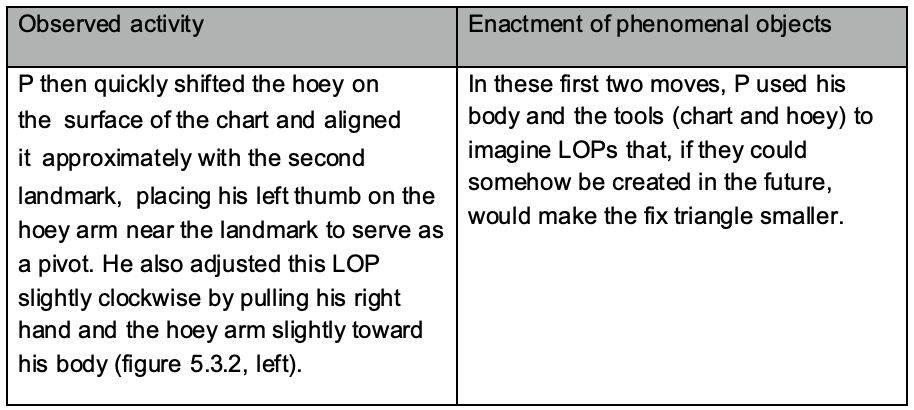 Observed activity
Enactment of phenomenal objects
P then quickly shifted the hoey on
the surface of the chart and aligned
it approximately with the second
landmark, placing his left thumb on the
hoey arm near the landmark to serve as
a pivot. He also adjusted this LOP
slightly clockwise by pulling his right
hand and the hoey arm slightly toward
his body (figure 5.3.2, left).
In these first two moves, P used his
body and the tools (chart and hoey) to
imagine LOPs that, if they could
somehow be created in the future,
would make the fix triangle smaller.